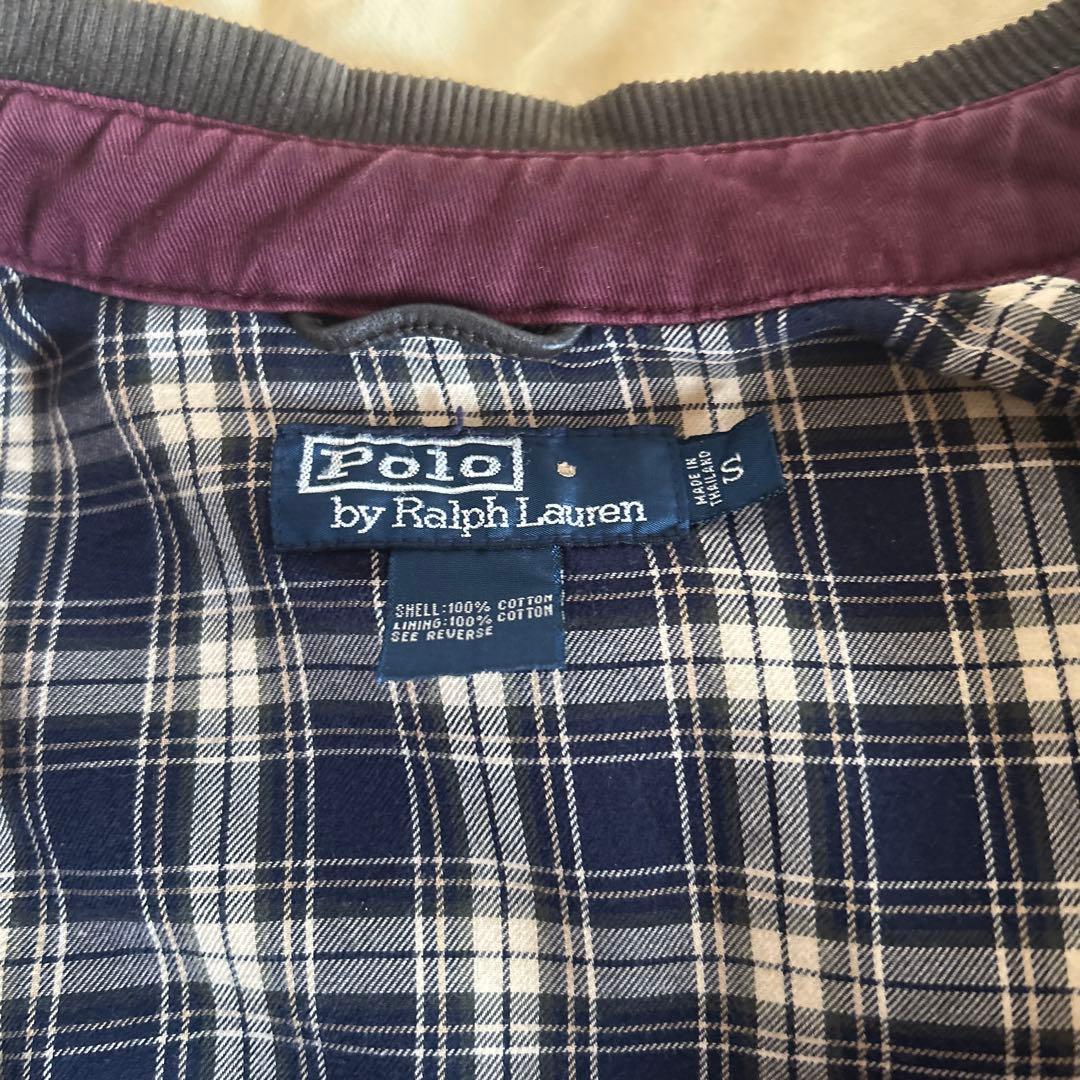 Polo
by Ralph Lauren
MADE IN
THAILAND
S
SHELL:100% COTTON
LINING:100% COTTON
SEE REVERSE